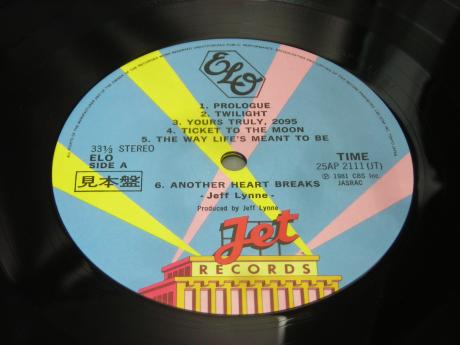 ELO
1. PROLOGUE
2. TWILIGHT
3. YOURS TRULY, 2095
4. TICKET TO THE MOON
5. THE WAY LIFE'S MEANT TO BE
33⅓ STEREO
ELO
SIDE A
見本盤
TIME
25AP 2111 (JT)
℗ 1981 CBS Inc.
JASRAC
6. ANOTHER HEART BREAKS
- Jeff Lynne -
Produced by Jeff Lynne
Jet
RECORDS